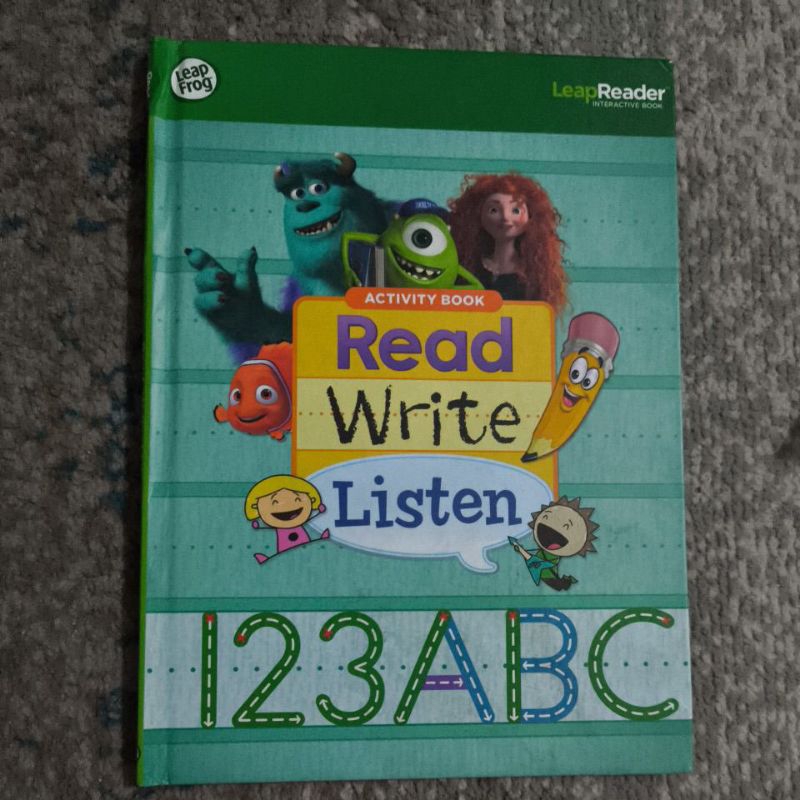 Leap
Frog
LeapReader
INTERACTIVE BOOK
ACTIVITY BOOK
Read
Write
Listen
123ABC